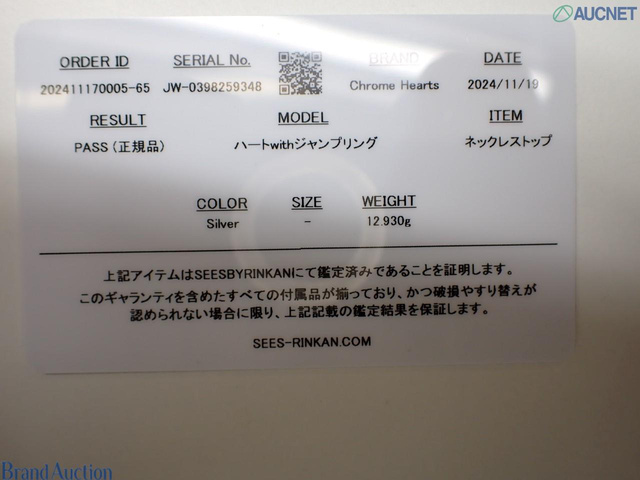 AUCNET
ORDER ID SERIAL No. BRAND DATE
202411170005-65 JW-0398259348 Chrome Hearts 2024/11/19
RESULT MODEL ITEM
PASS (正規品) ハートwithジャンプリング ネックレストップ
COLOR SIZE WEIGHT
Silver - 12.930g
上記アイテムはSEESBYRINKANにて鑑定済みであることを証明します。
このギャランティを含めたすべての付属品が揃っており、かつ破損やすり替えが
認められない場合に限り、上記記載の鑑定結果を保証します。
SEES-RINKAN.COM
Brand Auction